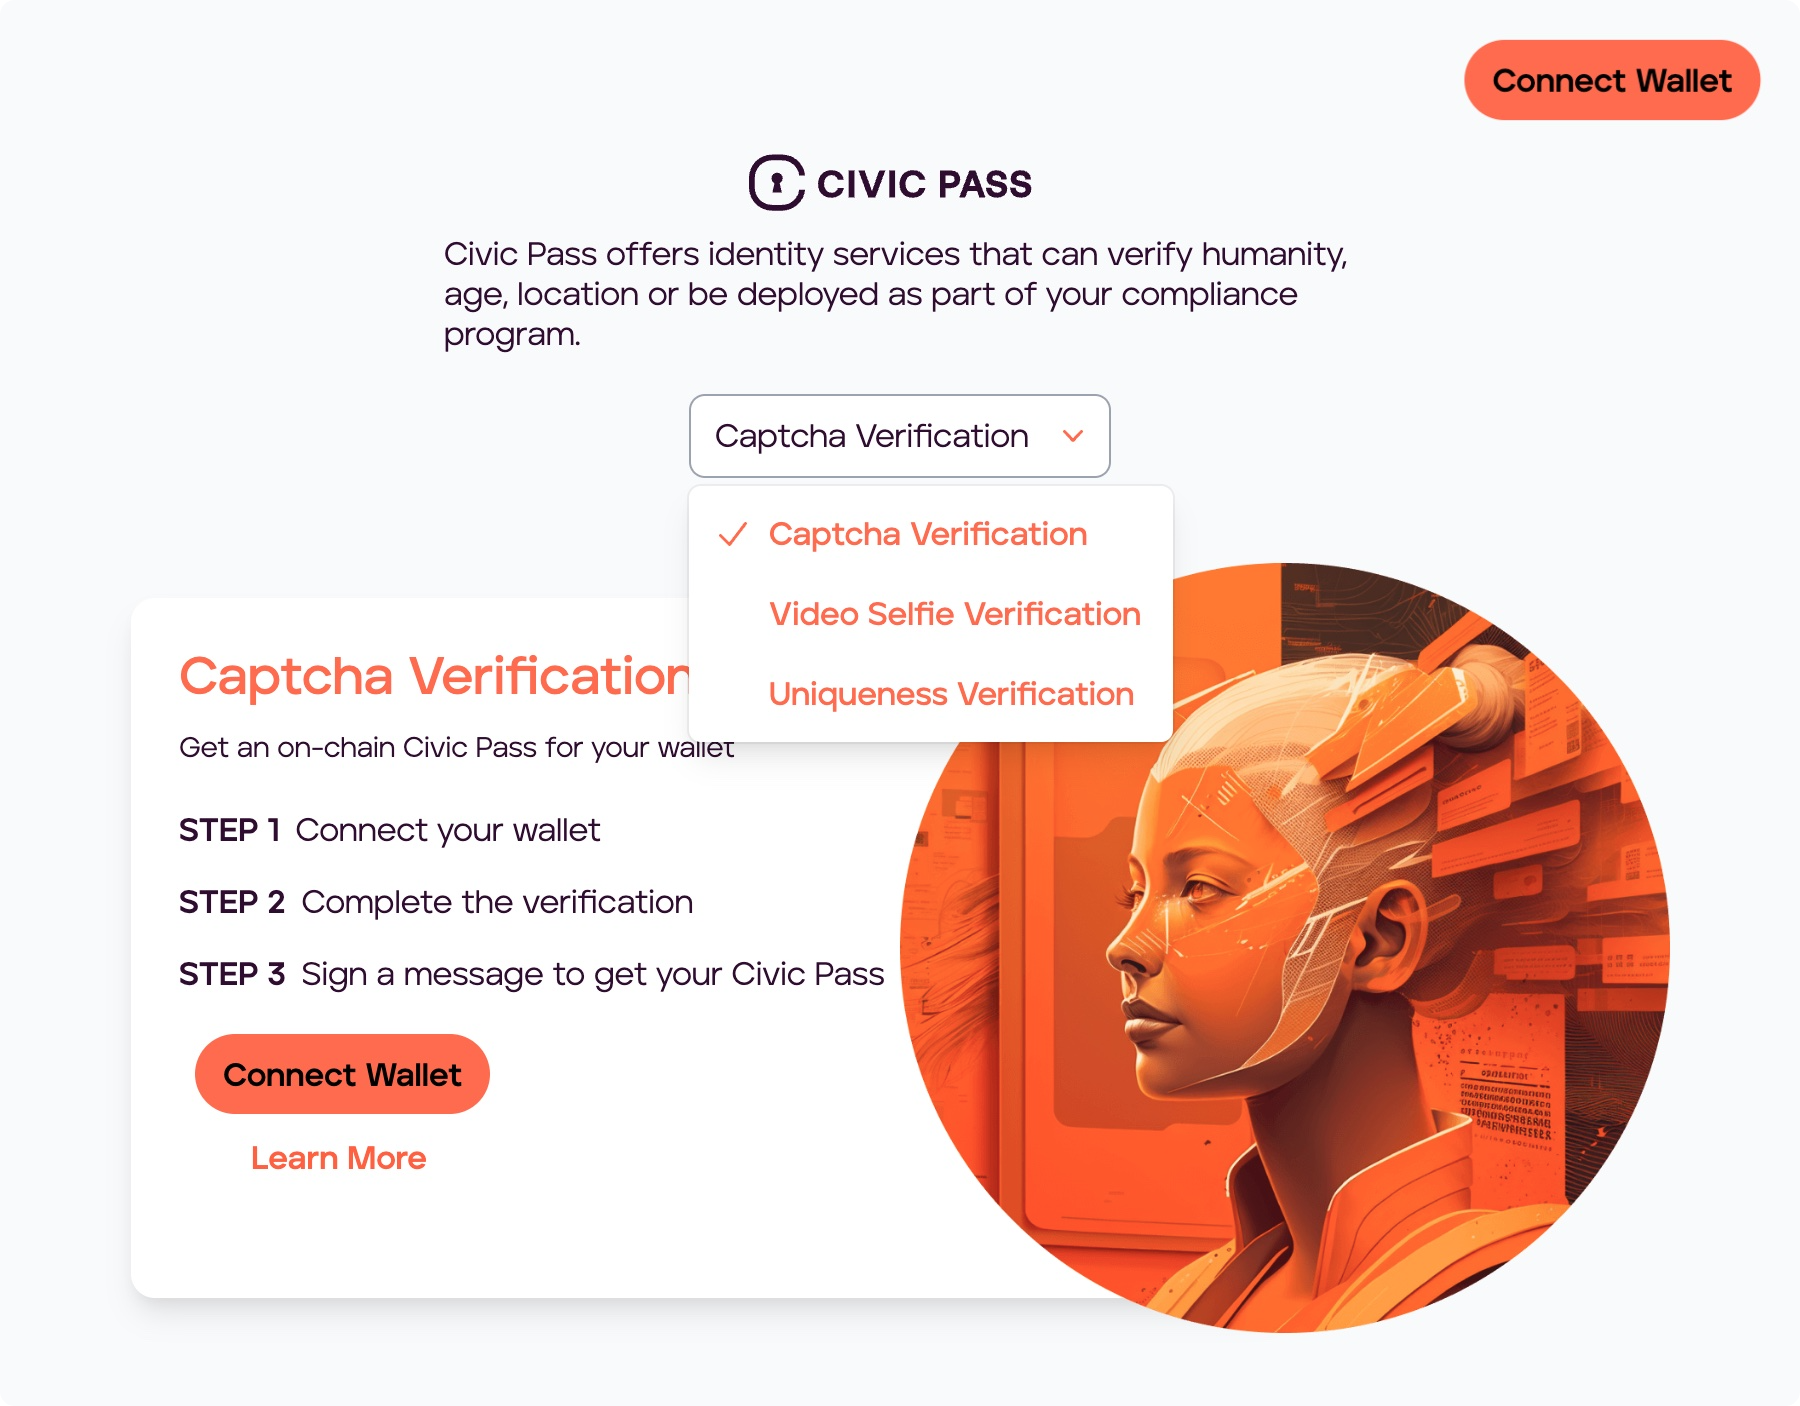 Connect Wallet
CIVIC PASS
Civic Pass offers identity services that can verify humanity,
age, location or be deployed as part of your compliance
program.
Captcha Verification
Captcha Verification
Video Selfie Verification
Uniqueness Verification
Captcha Verification
Get an on-chain Civic Pass for your wallet
STEP 1 Connect your wallet
STEP 2 Complete the verification
STEP 3 Sign a message to get your Civic Pass
Connect Wallet
Learn More